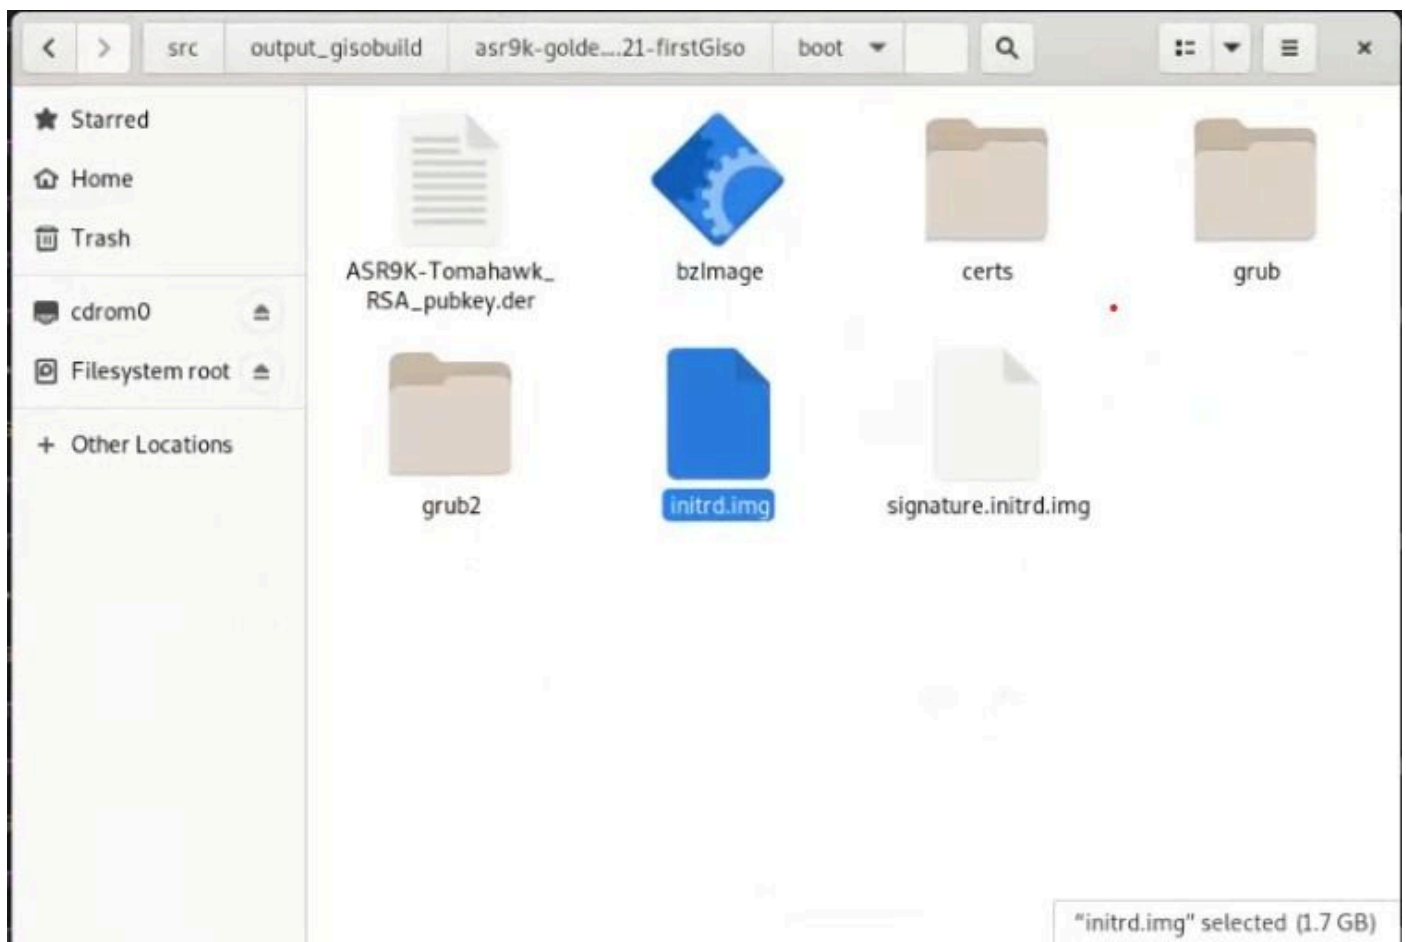 src
output_gisobuild
asr9k-golde....21-firstGiso
boot
Starred
Home
Trash
cdrom0
Filesystem root
+ Other Locations
ASR9K-Tomahawk_
RSA_pubkey.der
bzImage
certs
grub
grub2
initrd.img
signature.initrd.img
"initrd.img" selected (1.7 GB)